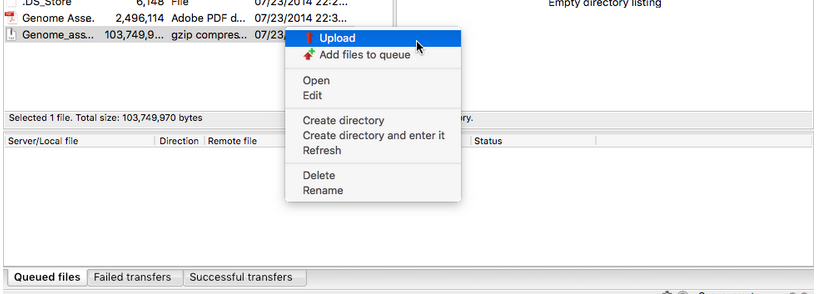 .DS_Store 6,148 File 07/23/2014 22:2...
Empty directory listing
Genome Asse. 2,496,114 Adobe PDF d... 07/23/2014 22:3...
Genome_ass.. 103,749,9... gzip compres... 07/23,
Upload
Add files to queue
Open
Edit
Selected 1 file. Total size: 103,749,970 bytes
ry.
Create directory
Create directory and enter it
Refresh
Delete
Rename
Server/Local file Direction Remote file Status
Queued files Failed transfers Successful transfers